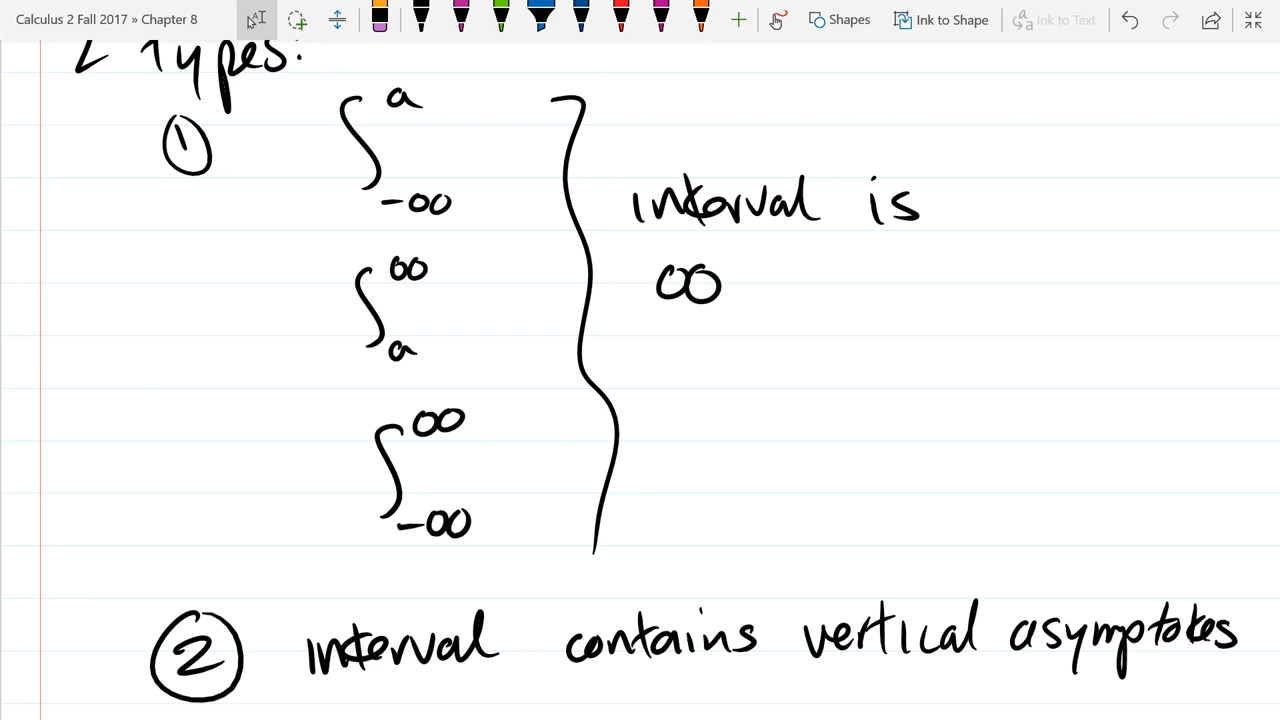 Calculus 2 Fall 2017 » Chapter 8
Shapes
Ink to Shape
Ink to Text
2 Types:
① ∫ a -∞
interval is
∞
∫ ∞ a
∫ ∞ -∞
② interval contains vertical asymptotes